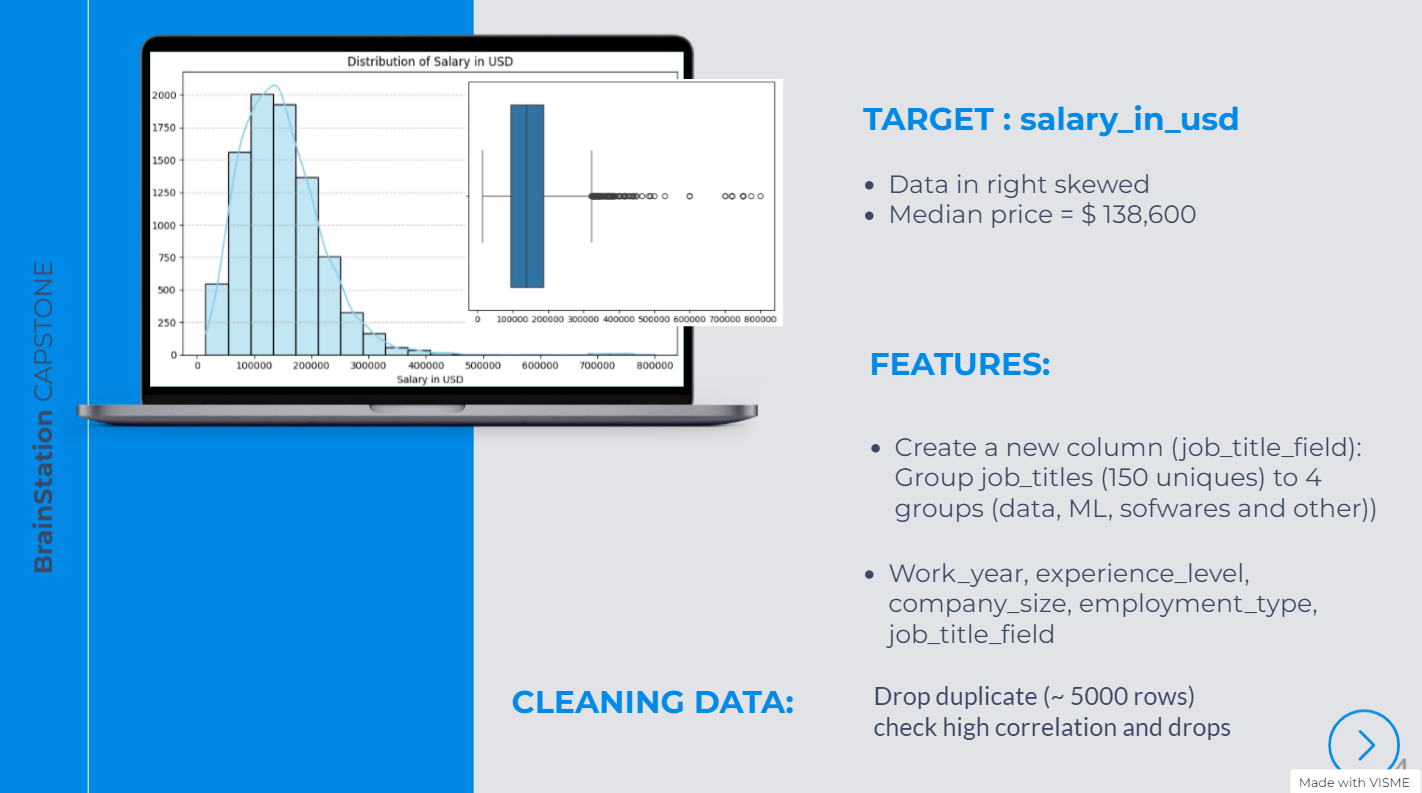 BrainStation CAPSTONE
Distribution of Salary in USD
2000
1750
1500
1250
1000
750
500
250
0
0 100000 200000 300000 400000 500000 600000 700000 800000
Salary in USD
0 100000 200000 300000 400000 500000 600000 700000 800000
TARGET : salary_in_usd
• Data in right skewed
• Median price = $ 138,600
FEATURES:
• Create a new column (job_title_field):
Group job_titles (150 uniques) to 4
groups (data, ML, sofwares and other))
• Work_year, experience_level,
company_size, employment_type,
job_title_field
CLEANING DATA:
Drop duplicate (~ 5000 rows)
check high correlation and drops
4
Made with VISME